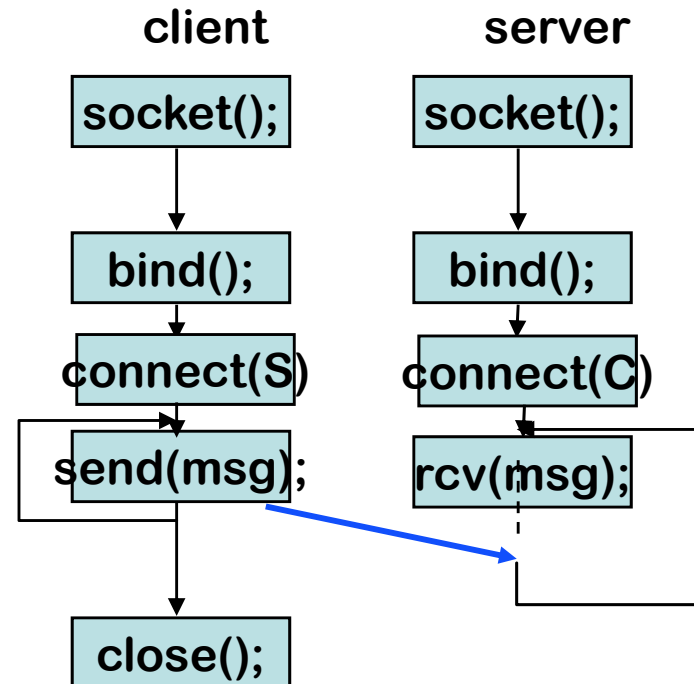 client
server
socket();
socket();
bind();
bind();
connect(S)
connect(C)
send(msg);
rcv(msg);
close();